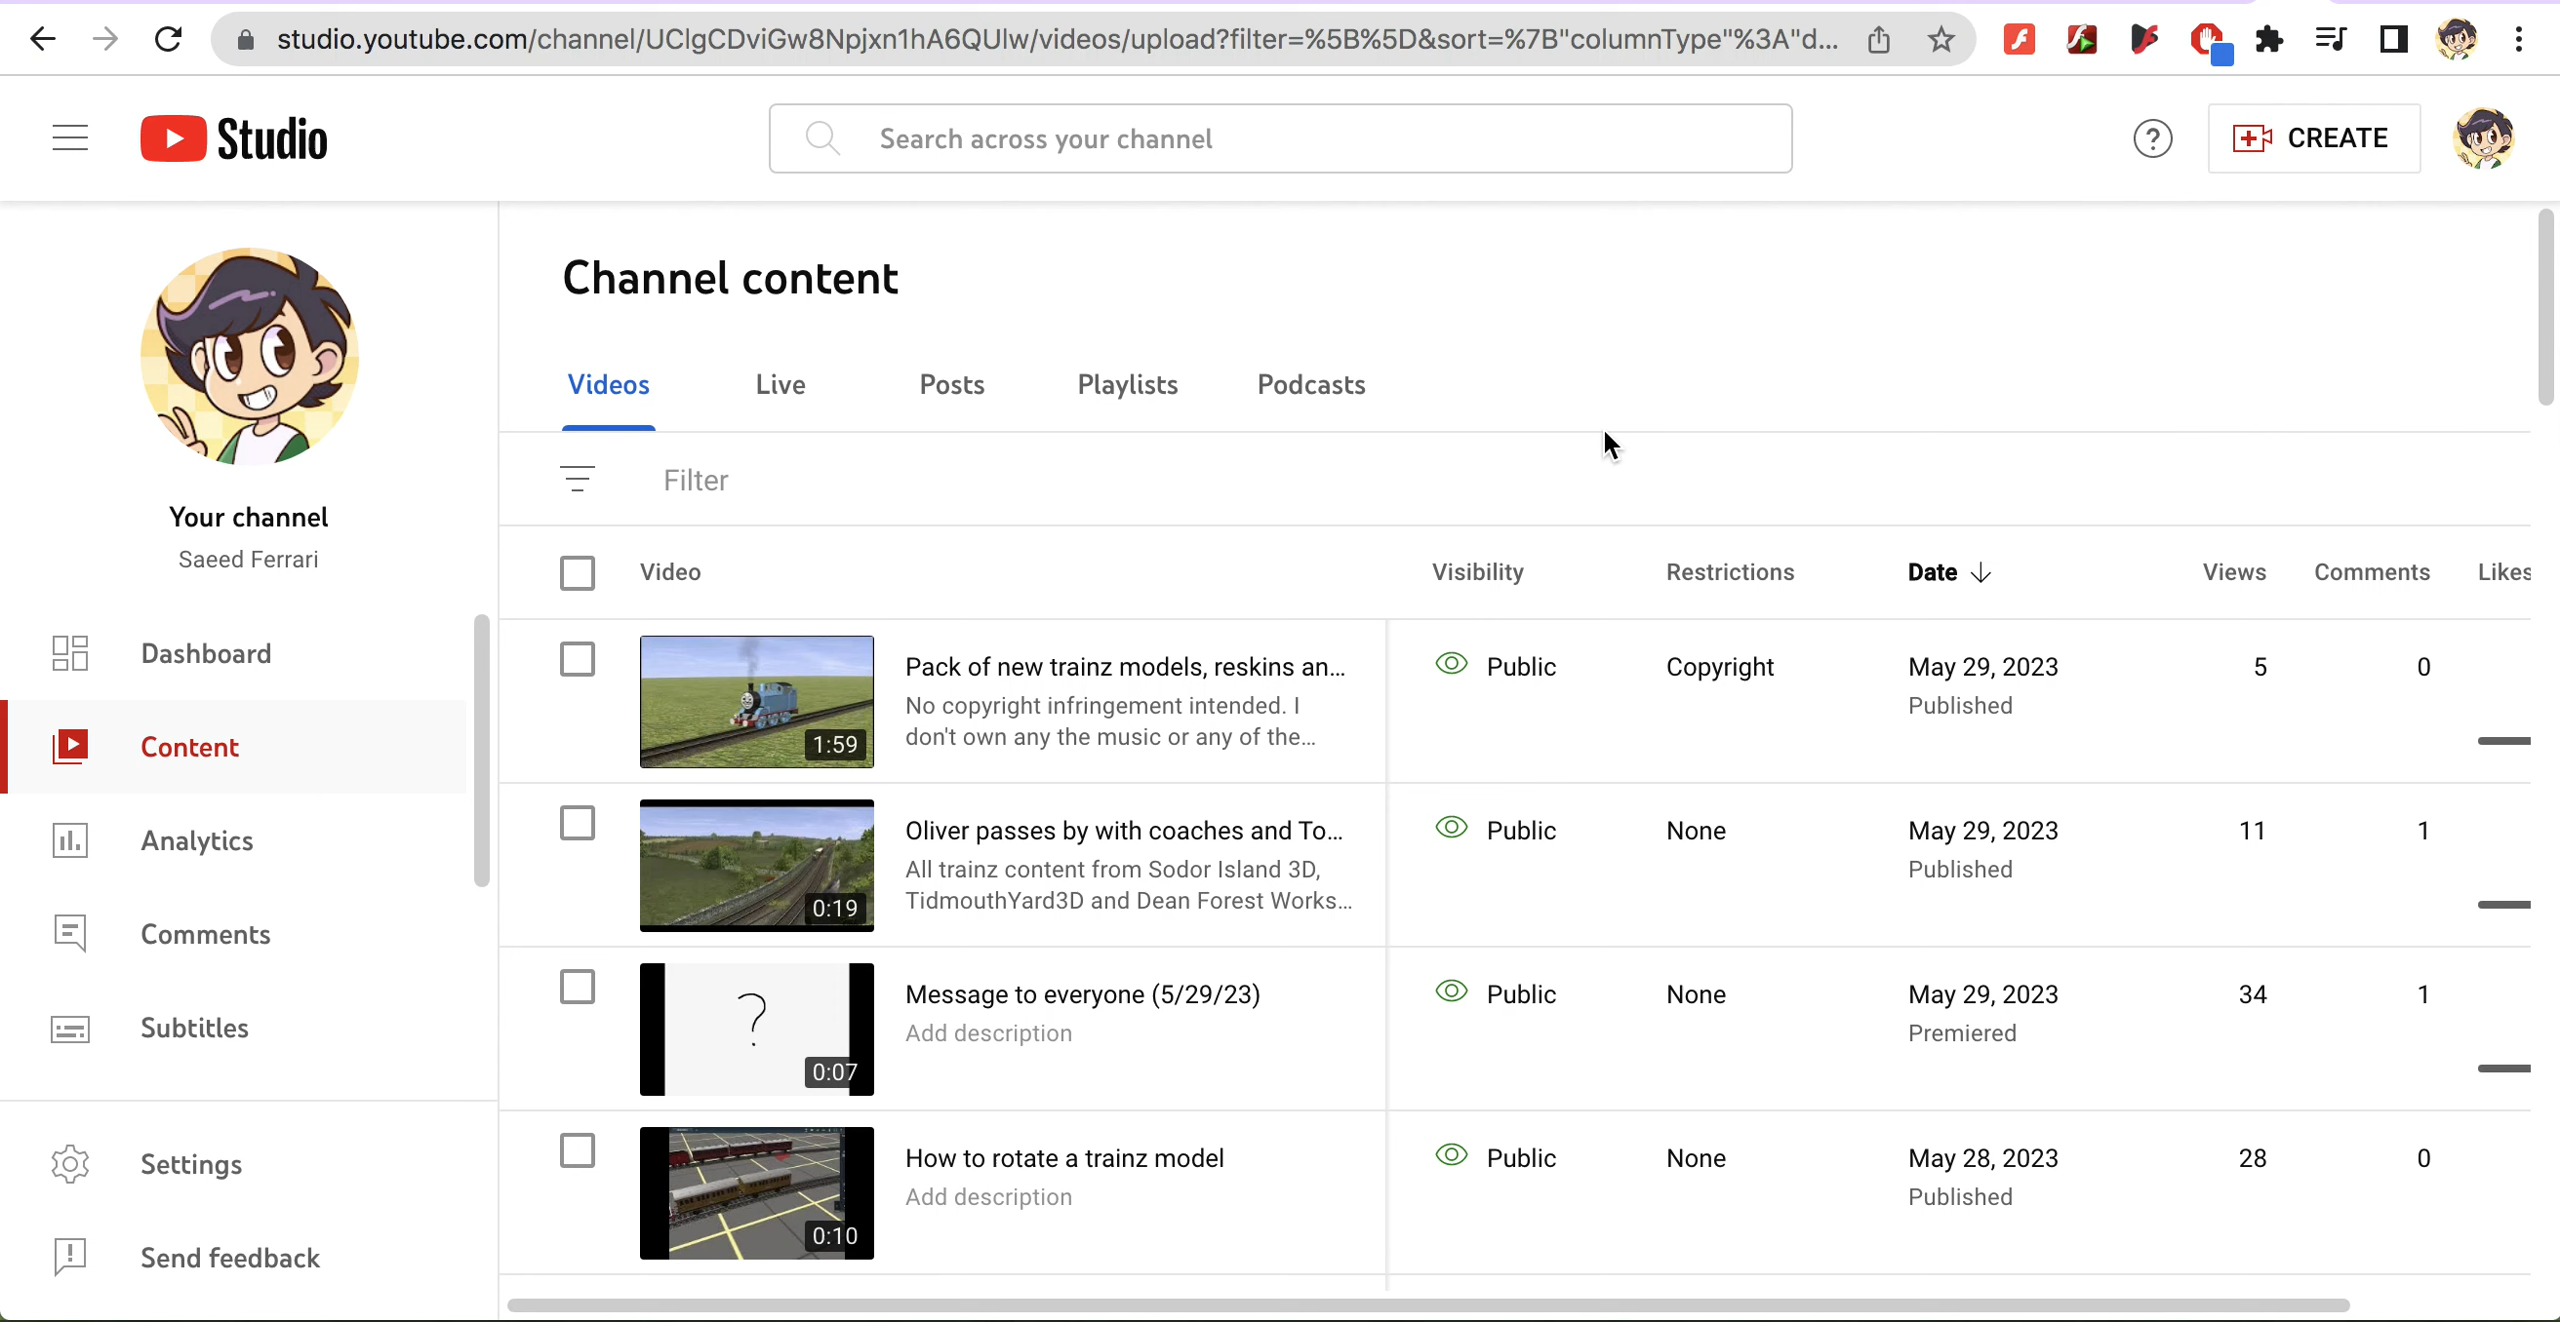 studio.youtube.com/channel/UClgCDviGw8Npjxn1hA6QUlw/videos/upload?filter=%5B%5D&sort=%7B"columnType"%3A"d...
Studio
Search across your channel
?
CREATE
Channel content
Videos
Live
Posts
Playlists
Podcasts
Filter
Your channel
Saeed Ferrari
Dashboard
Content
Analytics
Comments
Subtitles
Settings
Send feedback
Video
Visibility
Restrictions
Date
Views
Comments
Likes
1:59
Pack of new trainz models, reskins an...
No copyright infringement intended. I
don't own any the music or any of the...
Public
Copyright
May 29, 2023
Published
5
0
0:19
Oliver passes by with coaches and To...
All trainz content from Sodor Island 3D,
TidmouthYard3D and Dean Forest Works...
Public
None
May 29, 2023
Published
11
1
?
0:07
Message to everyone (5/29/23)
Add description
Public
None
May 29, 2023
Premiered
34
1
0:10
How to rotate a trainz model
Add description
Public
None
May 28, 2023
Published
28
0